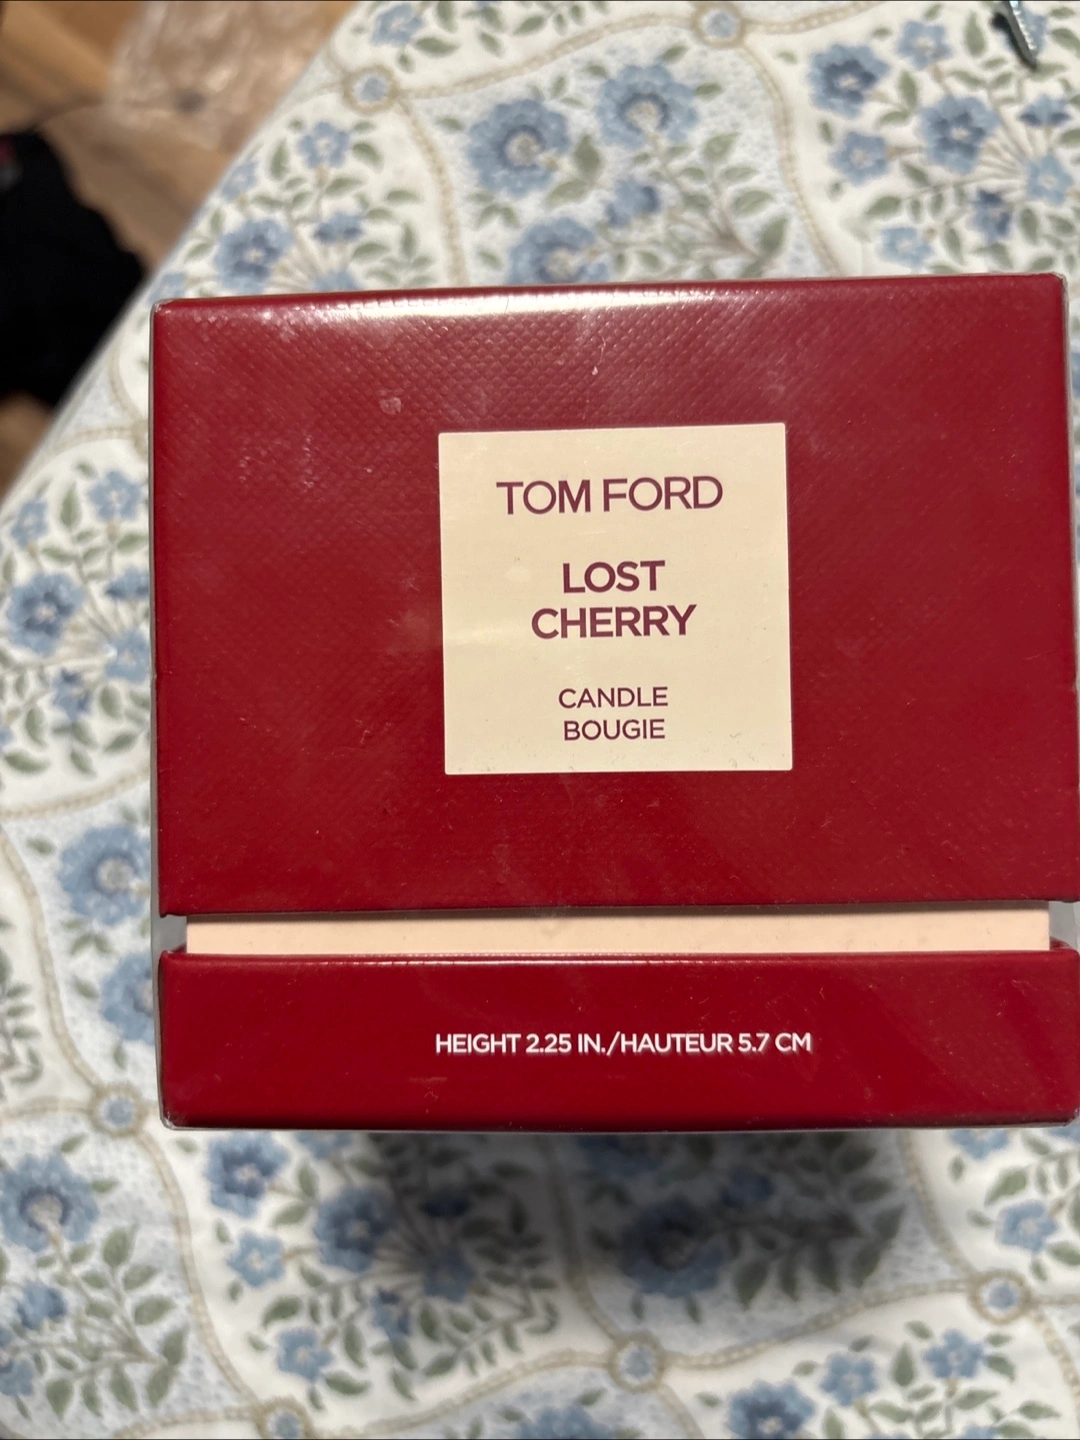 TOM FORD
LOST
CHERRY
CANDLE
BOUGIE
HEIGHT 2.25 IN./HAUTEUR 5.7 CM